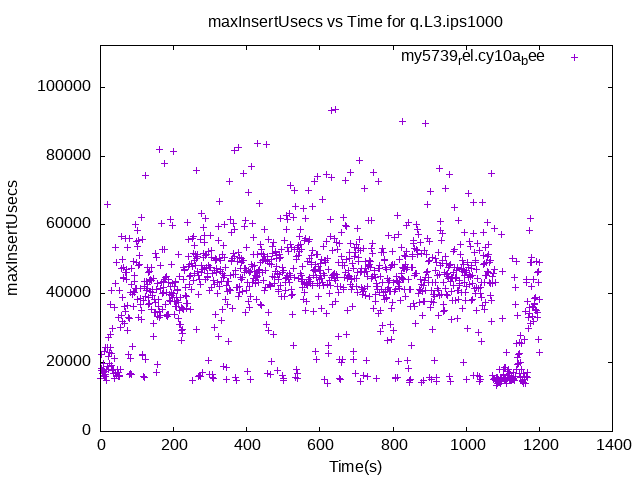 maxInsertUsecs vs Time for q.L3.ips1000
my5739rel.cy10abee
maxInsertUsecs
100000
80000
60000
40000
20000
0
0 200 400 600 800 1000 1200 1400
Time(s)